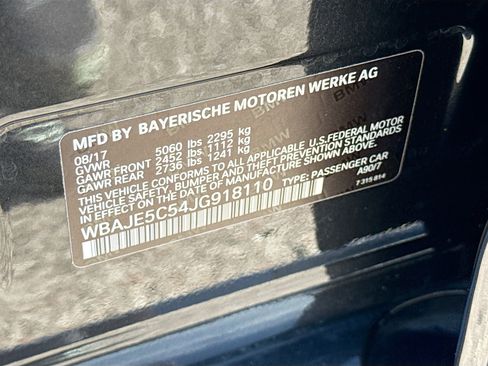 MFD BY BAYERISCHE MOTOREN WERKE AG
08/17
GVWR 5060 lbs 2295 kg
GAWR FRONT 2452 lbs. 1112 kg
GAWR REAR 2736 lbs. 1241 kg
THIS VEHICLE CONFORMS TO ALL APPLICABLE U.S.FEDERAL MOTOR
VEHICLE SAFETY, BUMPER, AND THEFT PREVENTION STANDARDS
IN EFFECT ON THE DATE OF MANUFACTURE SHOWN ABOVE.
WBAJE5C54JG918110 TYPE: PASSENGER CAR
A90/7
7 315 814